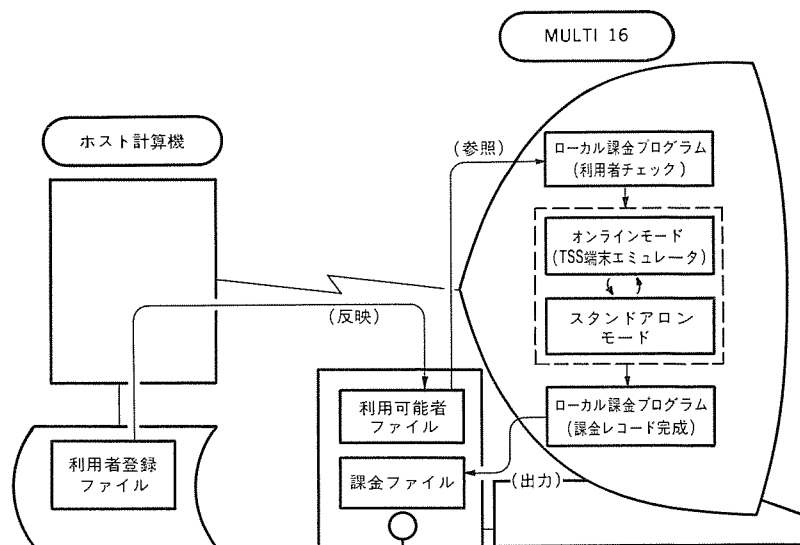 MULTI 16
ホスト計算機
(参照)
ローカル課金プログラム
(利用者チェック)
オンラインモード
(TSS端末エミュレータ)
スタンドアロン
モード
(反映)
利用可能者
ファイル
ローカル課金プログラム
(課金レコード完成)
利用者登録
ファイル
課金ファイル
(出力)